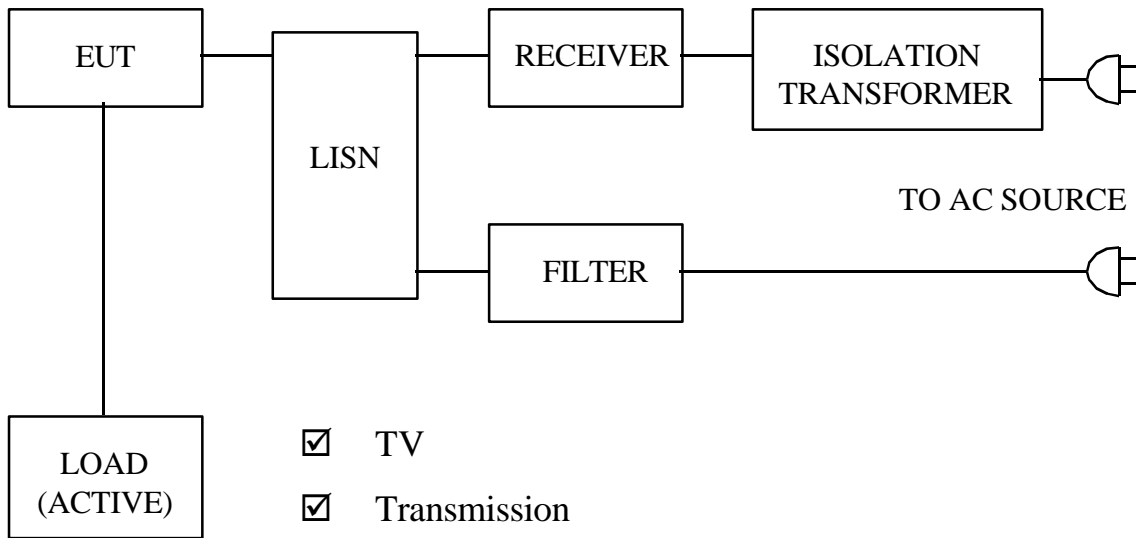 EUT
LISN
RECEIVER
ISOLATION
TRANSFORMER
TO AC SOURCE
FILTER
LOAD
(ACTIVE)
☑ TV
☑ Transmission